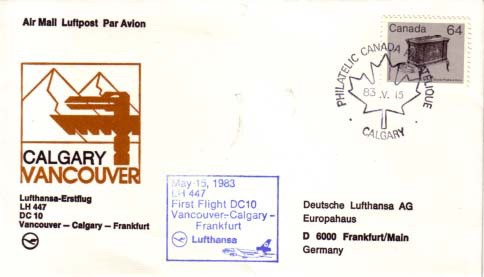 Air Mail Luftpost Par Avion
Canada 64
PHILATELIC CANADA PHILATÉLIQUE
83 .V. 15
CALGARY
CALGARY
VANCOUVER
Lufthansa-Erstflug
LH 447
DC 10
Vancouver – Calgary – Frankfurt
May 15, 1983
LH 447
First Flight DC10
Vancouver-Calgary-
Frankfurt
Lufthansa
Deutsche Lufthansa AG
Europahaus
D 6000 Frankfurt/Main
Germany